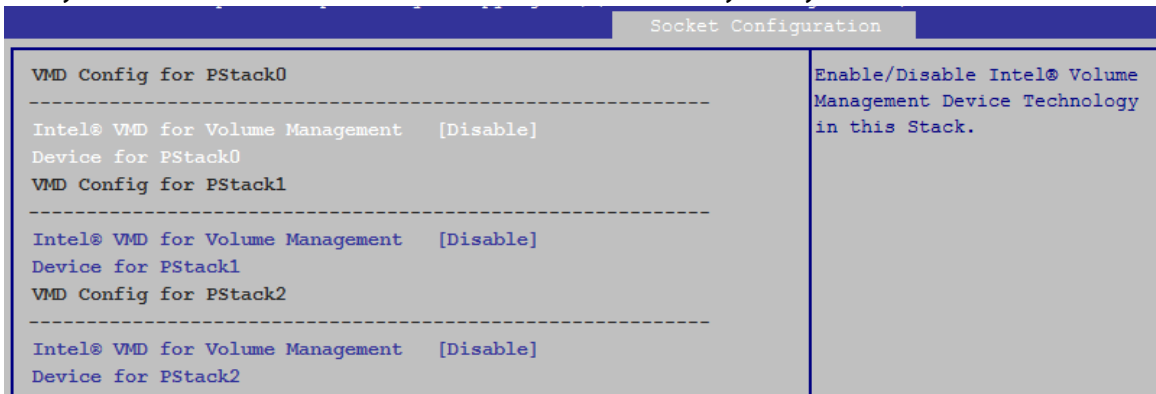 Socket Configuration
VMD Config for PStack0
------------------------------------------------------------
Intel® VMD for Volume Management [Disable]
Device for PStack0
VMD Config for PStack1
------------------------------------------------------------
Intel® VMD for Volume Management [Disable]
Device for PStack1
VMD Config for PStack2
------------------------------------------------------------
Intel® VMD for Volume Management [Disable]
Device for PStack2
Enable/Disable Intel® Volume
Management Device Technology
in this Stack.